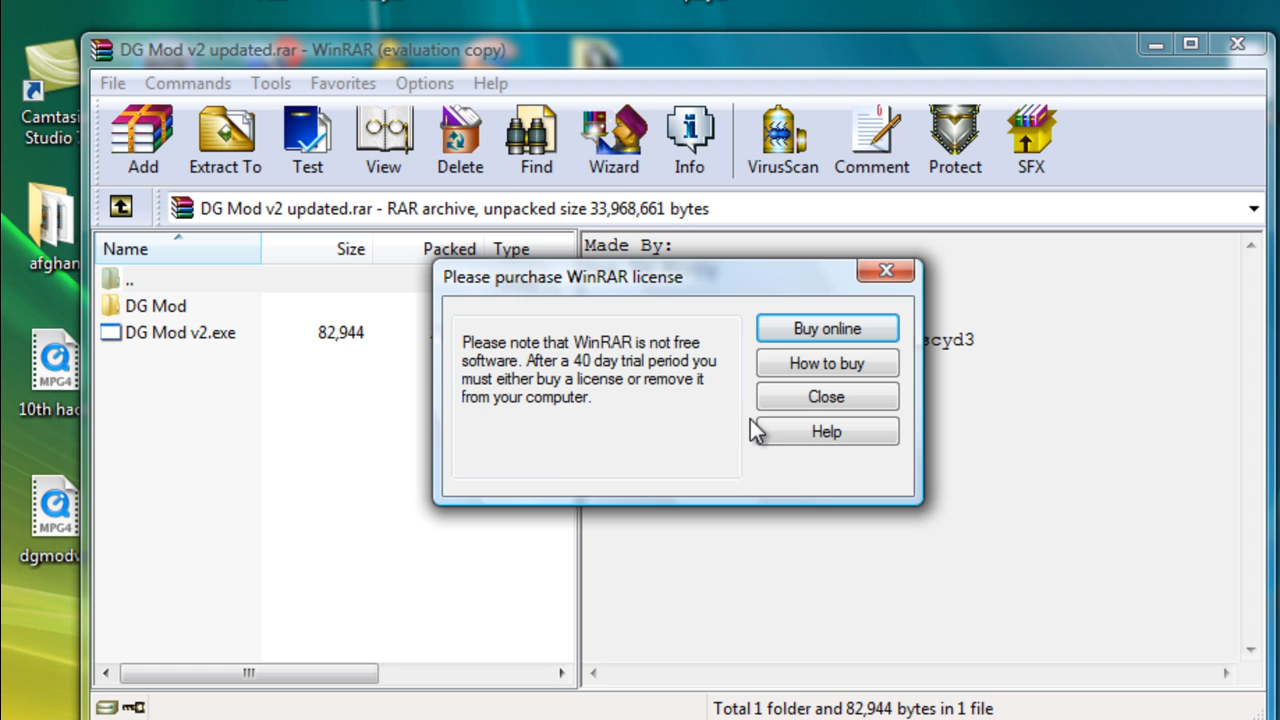 DG Mod v2 updated.rar - WinRAR (evaluation copy)
File Commands Tools Favorites Options Help
Camtasi
Studio 7
Add Extract To Test View Delete Find Wizard Info VirusScan Comment Protect SFX
DG Mod v2 updated.rar - RAR archive, unpacked size 33,968,661 bytes
Name Size Packed Type
Made By:
afghan
..
DG Mod
DG Mod v2.exe 82,944
Please purchase WinRAR license
Please note that WinRAR is not free
software. After a 40 day trial period you
must either buy a license or remove it
from your computer.
Buy online
How to buy
Close
Help
ecyd3
MPG4
10th hac
MPG4
dgmodv
Total 1 folder and 82,944 bytes in 1 file